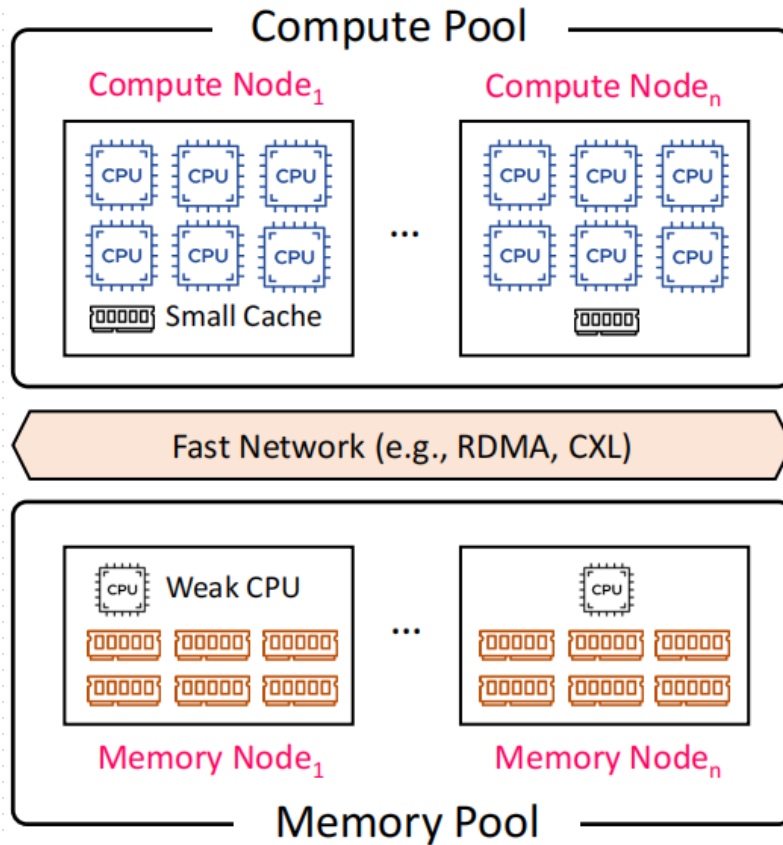 Compute Pool
Compute Node₁ Compute Nodeₙ
CPU CPU CPU CPU CPU CPU
...
CPU CPU CPU CPU CPU CPU
Small Cache
Fast Network (e.g., RDMA, CXL)
CPU Weak CPU CPU
...
Memory Node₁ Memory Nodeₙ
Memory Pool